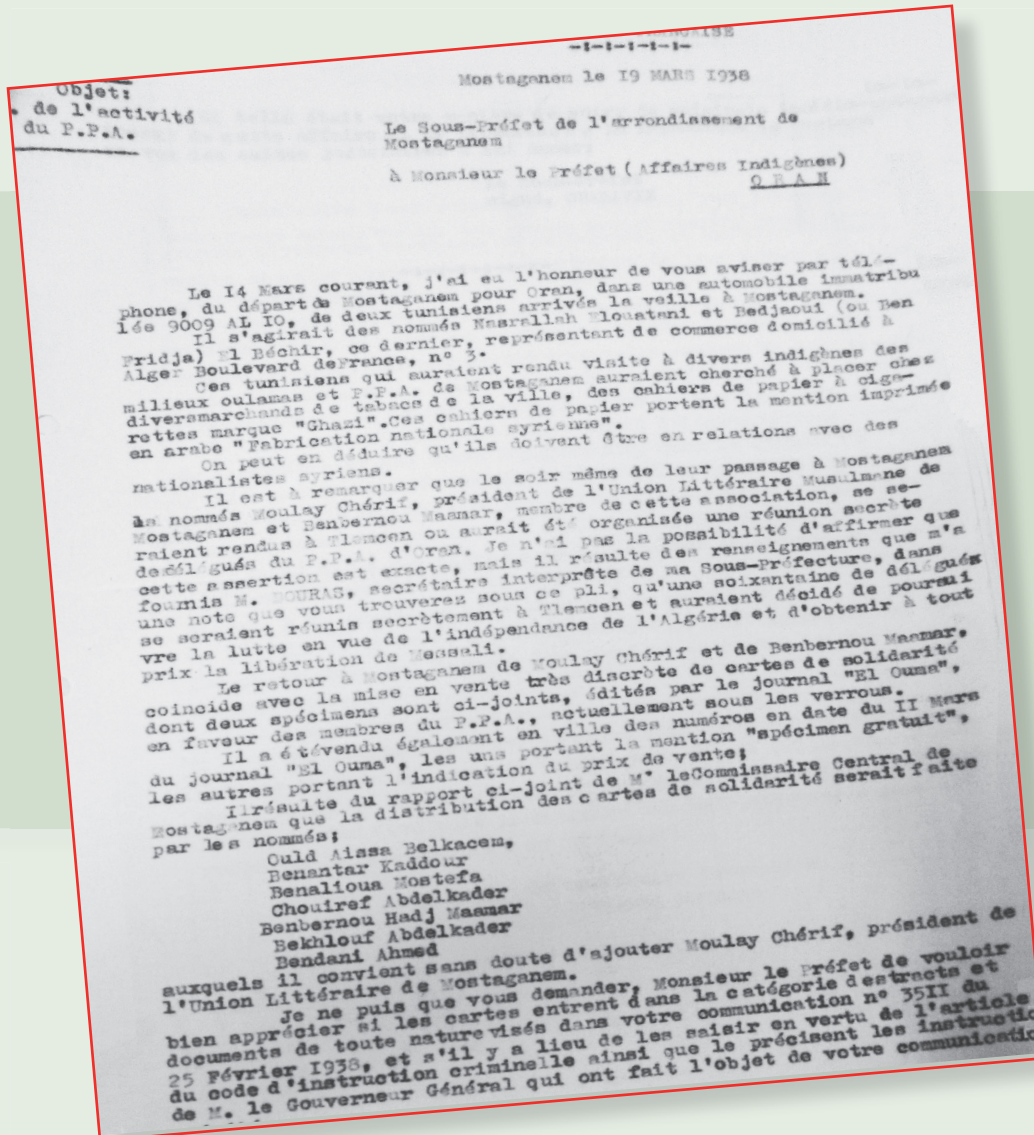 -:-:-:-:-:-
Mostaganem le I9 MARS I938
Objet:
de l'activité
du P.P.A.
Le Sous-Préfet de l'arrondissement de
Mostaganem
à Monsieur le Préfet (Affaires Indigènes)
O R A N
Le I4 Mars courant, j'ai eu l'honneur de vous aviser par télé-
phone, du départ de Mostaganem pour Oran, dans une automobile immatribu
lée 9009 AL IO, de deux tunisiens arrivés la veille à Mostaganem.
Il s'agirait des nommés Nasrallah Elouatani et Bedjaoui (ou Ben
Fridja) El Béchir, ce dernier, représentant de commerce domicilié à
Alger Boulevard deFrance, n° 3.
Ces tunisiens qui auraient rendu visite à divers indigènes des
milieux oulamas et P.P.A. de Mostaganem auraient cherché à placer chez
diversmarchands de tabacs de la ville, des cahiers de papier à ciga-
rettes marque "Ghazi".Ces cahiers de papier portent la mention imprimée
en arabe "Fabrication nationale syrienne".
On peut en déduire qu'ils doivent être en relations avec des
nationalistes syriens.
Il est à remarquer que le soir même de leur passage à Mostaganem
nommés Moulay Chérif, président de l'Union Littéraire Musulmane de
Mostaganem et Benbernou Maamar, membre de cette association, se se-
raient rendus à Tlemcen ou aurait été organisée une réunion secrète
dedélégués du P.P.A. d'Oran. Je n'ai pas la possibilité d'affirmer que
cette assertion est exacte, mais il résulte des renseignements que m'a
fournis M. BOURAS, secrétaire interprête de ma Sous-Préfecture, dans
une note que vous trouverez sous ce pli, qu'une soixantaine de délégués
se seraient réunis secrètement à Tlemcen et auraient décidé de poursui
vre la lutte en vue de l'indépendance de l'Algérie et d'obtenir à tout
prix la libération de Messali.
Le retour à Mostaganem de Moulay Chérif et de Benbernou Maamar,
coincide avec la mise en vente très discrète de cartes de solidarité
dont deux spécimens sont ci-joints, édités par le journal "El Ouma",
en faveur des membres du P.P.A., actuellement sous les verrous.
Il a étévendu également en ville des numéros en date du II Mars
du journal "El Ouma", les uns portant la mention "spécimen gratuit",
les autres portant l'indication du prix de vente;
Ilrésulte du rapport ci-joint de M° leCommissaire Central de
Mostaganem que la distribution des cartes de solidarité serait faite
par les nommés;
Ould Aissa Belkacem,
Benantar Kaddour
Benalioua Mostefa
Chouiref Abdelkader
Benbernou Hadj Maamar
Bekhlouf Abdelkader
Bendani Ahmed
auxquels il convient sans doute d'ajouter Moulay Chérif, président de
l'Union Littéraire de Mostaganem.
Je ne puis que vous demander, Monsieur le Préfet de vouloir
bien apprécier si les cartes entrent dans la catégorie destracts et
documents de toute nature visés dans votre communication n° 35II du
25 Février I938, et s'il y a lieu de les saisir en vertu de l'article
du code d'instruction criminelle ainsi que le précisent les instructio
de M. le Gouverneur Général qui ont fait l'objet de votre communicatio